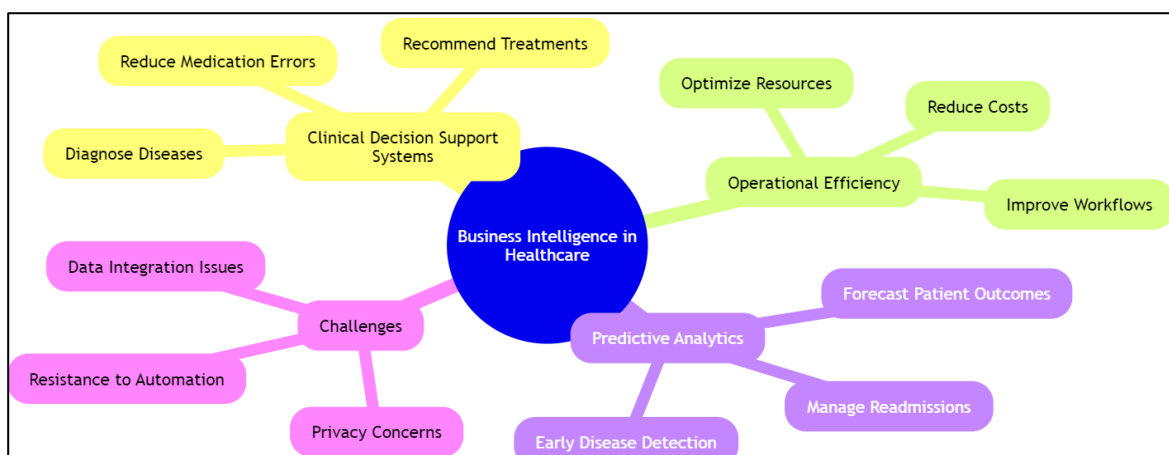 Recommend Treatments
Reduce Medication Errors
Diagnose Diseases
Clinical Decision Support
Systems
Optimize Resources
Reduce Costs
Operational Efficiency
Improve Workflows
Business Intelligence in
Healthcare
Data Integration Issues
Challenges
Resistance to Automation
Privacy Concerns
Forecast Patient Outcomes
Predictive Analytics
Manage Readmissions
Early Disease Detection